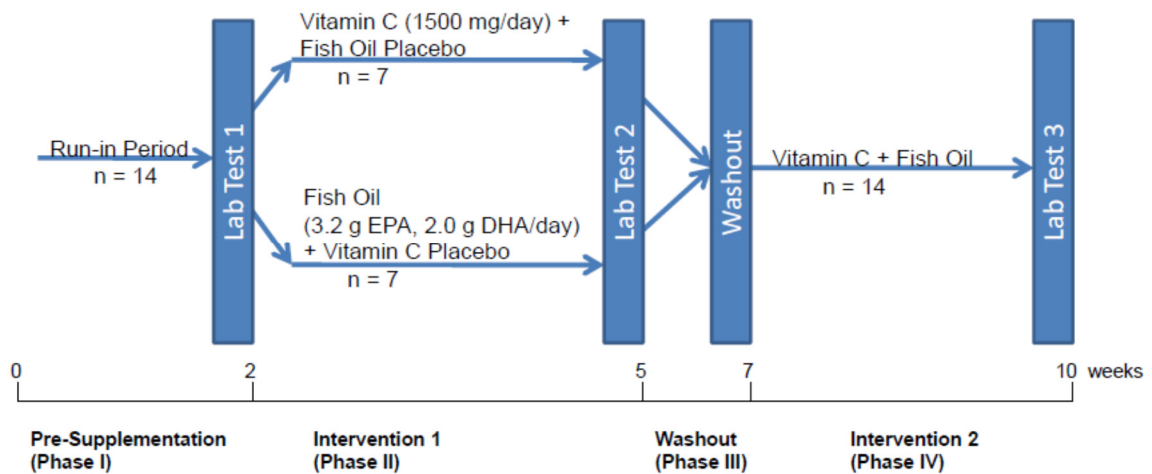 Vitamin C (1500 mg/day) +
Fish Oil Placebo
n = 7
Run-in Period
n = 14
Lab Test 1
Fish Oil
(3.2 g EPA, 2.0 g DHA/day)
+ Vitamin C Placebo
n = 7
Lab Test 2
Washout
Vitamin C + Fish Oil
n = 14
Lab Test 3
0 2 5 7 10 weeks
Pre-Supplementation
(Phase I)
Intervention 1
(Phase II)
Washout
(Phase III)
Intervention 2
(Phase IV)